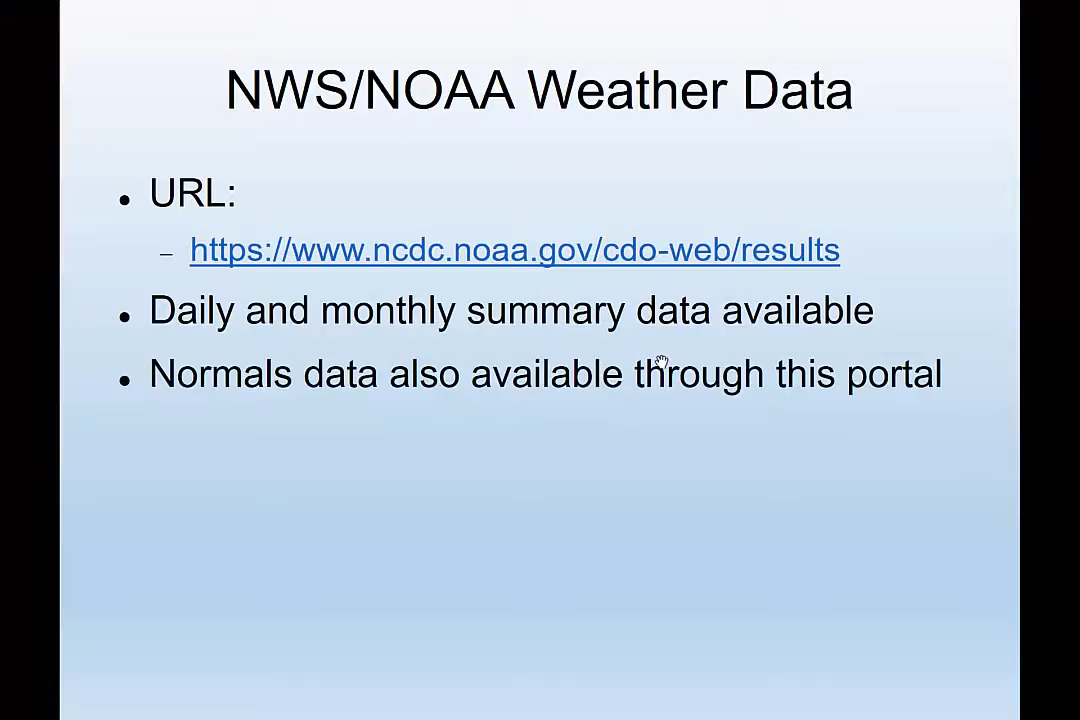 NWS/NOAA Weather Data
● URL:
– https://www.ncdc.noaa.gov/cdo-web/results
● Daily and monthly summary data available
● Normals data also available through this portal